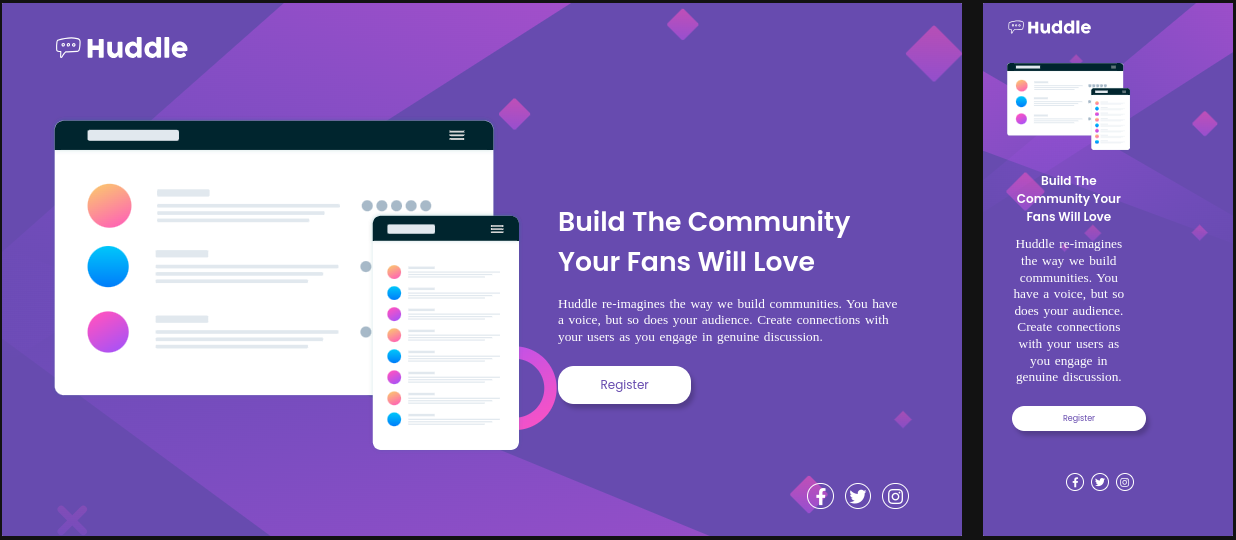 Huddle
Build The Community
Your Fans Will Love
Huddle re-imagines the way we build communities. You have
a voice, but so does your audience. Create connections with
your users as you engage in genuine discussion.
Register
Huddle
Build The
Community Your
Fans Will Love
Huddle re-imagines
the way we build
communities. You
have a voice, but so
does your audience.
Create connections
with your users as
you engage in
genuine discussion.
Register